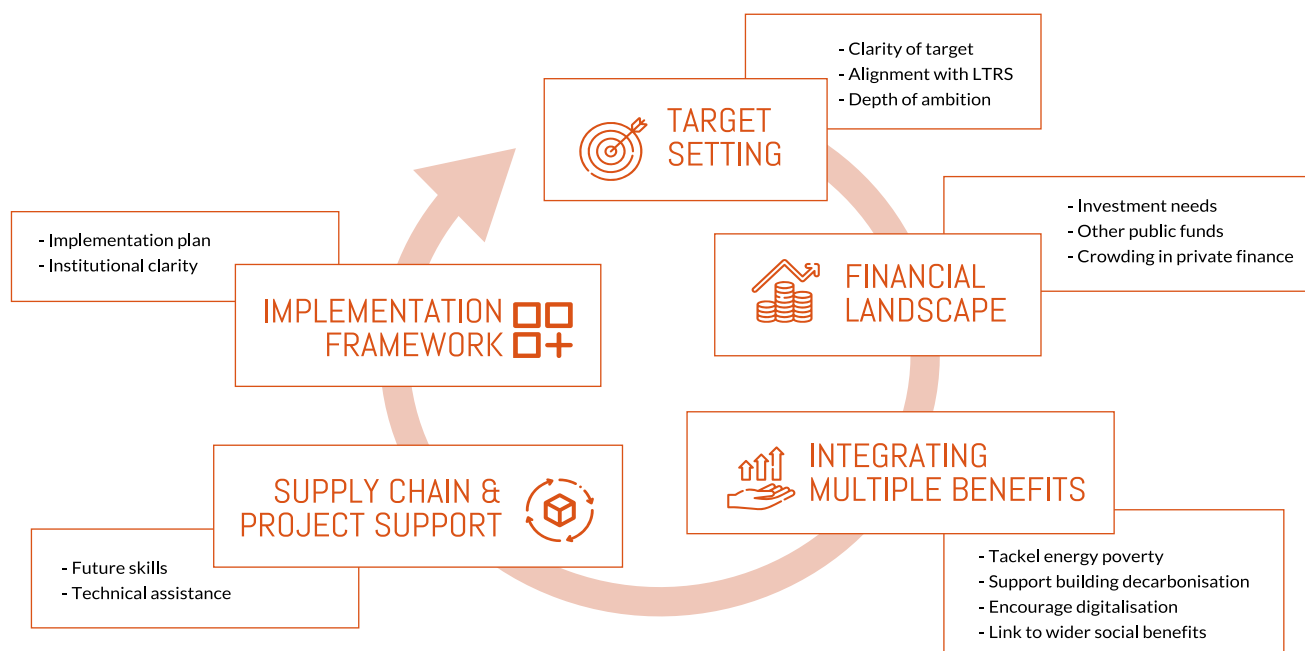 TARGET
SETTING
- Clarity of target
- Alignment with LTRS
- Depth of ambition
FINANCIAL
LANDSCAPE
- Investment needs
- Other public funds
- Crowding in private finance
INTEGRATING
MULTIPLE BENEFITS
- Tackel energy poverty
- Support building decarbonisation
- Encourage digitalisation
- Link to wider social benefits
SUPPLY CHAIN &
PROJECT SUPPORT
- Future skills
- Technical assistance
IMPLEMENTATION
FRAMEWORK
- Implementation plan
- Institutional clarity